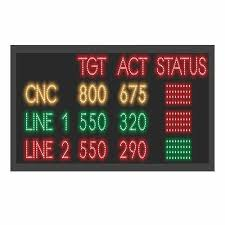 TGT ACT STATUS
CNC 800 675
LINE 1 550 320
LINE 2 550 290